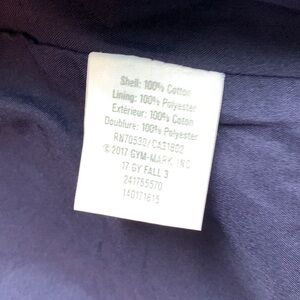 Shell: 100% Cotton
Lining: 100% Polyester
Extérieur: 100% Coton
Doublure: 100% Polyester
RN70530/CA31802
© 2017 GYM-MARK INC
17 GY FALL 3
241755570
140171615